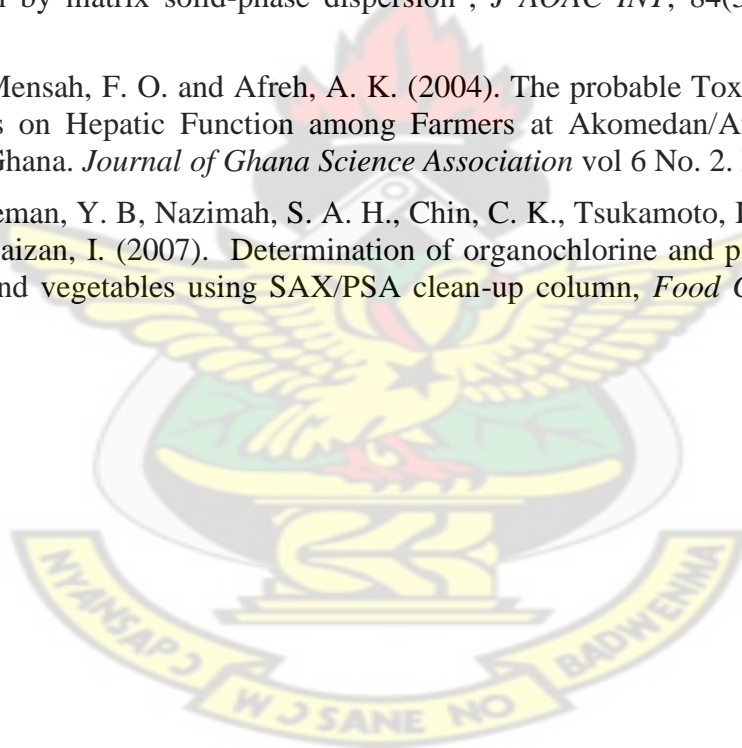 by matrix solid-phase dispersion", J AOAC INT, 84(
Mensah, F. O. and Afreh, A. K. (2004). The probable Tox
on Hepatic Function among Farmers at Akomedan/A
Ghana. Journal of Ghana Science Association vol 6 No. 2.
eman, Y. B, Nazimah, S. A. H., Chin, C. K., Tsukamoto,
aizan, I. (2007). Determination of organochlorine and p
nd vegetables using SAX/PSA clean-up column, Food
NYANSAPƆ
WƆSANE NO
BADWENMA